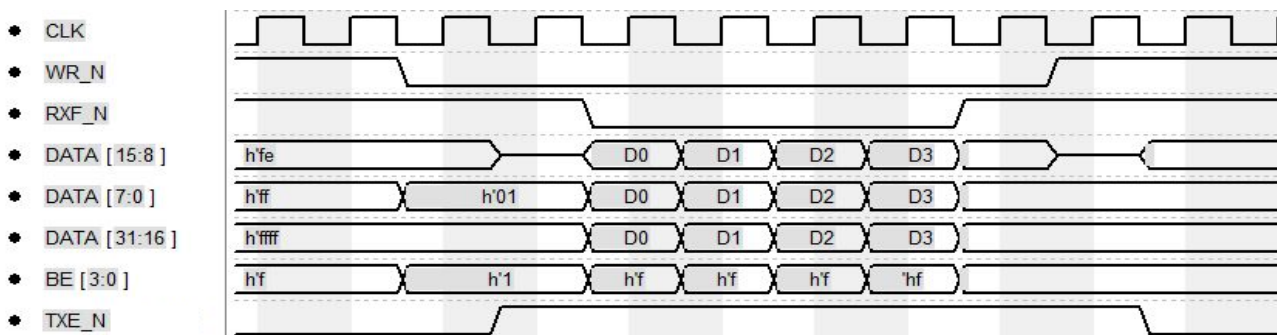 CLK
WR_N
RXF_N
DATA [15:8] h'fe D0 D1 D2 D3
DATA [7:0] h'ff h'01 D0 D1 D2 D3
DATA [31:16] h'ffff D0 D1 D2 D3
BE [3:0] h'f h'1 h'f h'f h'f 'hf
TXE_N